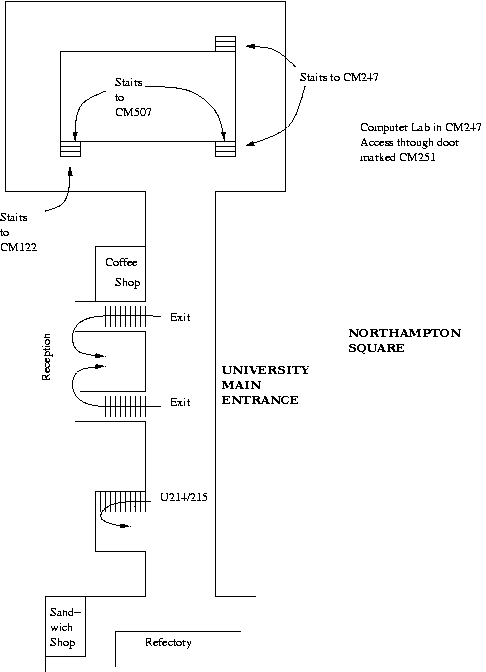 Stairs
to
CM507
Stairs to CM247
Computer Lab in CM247
Access through door
marked CM251
Stairs
to
CM122
Coffee
Shop
Exit
Reception
NORTHAMPTON
SQUARE
UNIVERSITY
MAIN
ENTRANCE
Exit
U214/215
Sand-
wich
Shop
Refectory